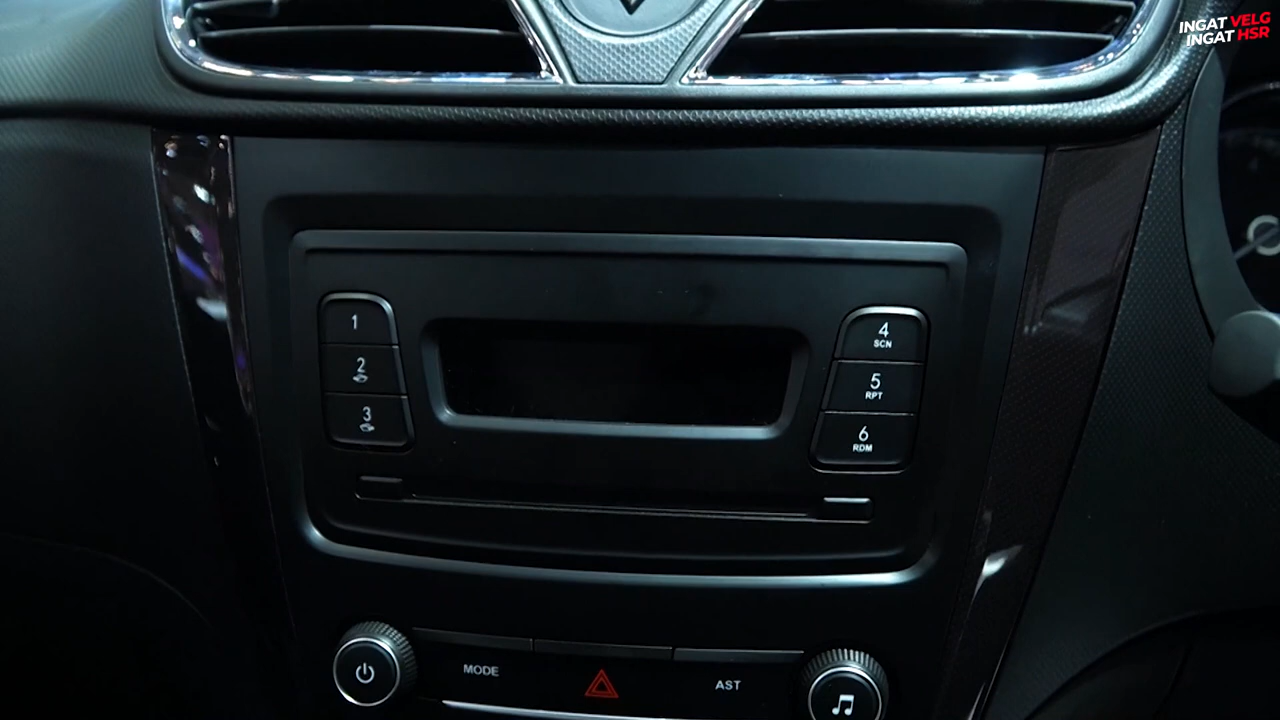 INGAT VELG
INGAT HSR
1
2
3
4
SCN
5
RPT
6
RDM
MODE
AST